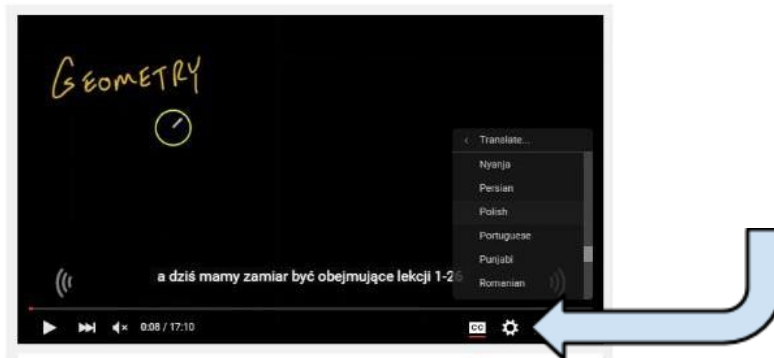 GEOMETRY
< Translate...
Nyanja
Persian
Polish
Portuguese
Punjabi
Romanian
a dziś mamy zamiar być obejmujące lekcji 1-26
0:08 / 17:10
CC